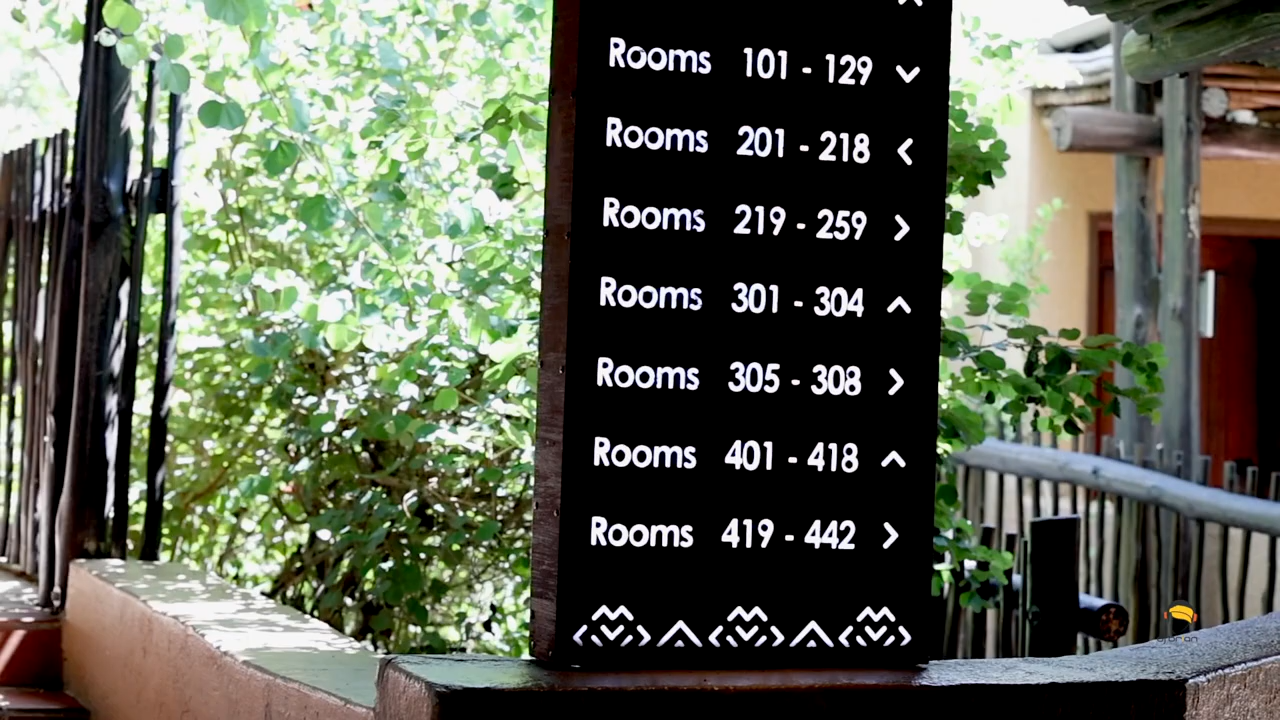 Rooms 101 - 129
Rooms 201 - 218
Rooms 219 - 259
Rooms 301 - 304
Rooms 305 - 308
Rooms 401 - 418
Rooms 419 - 442